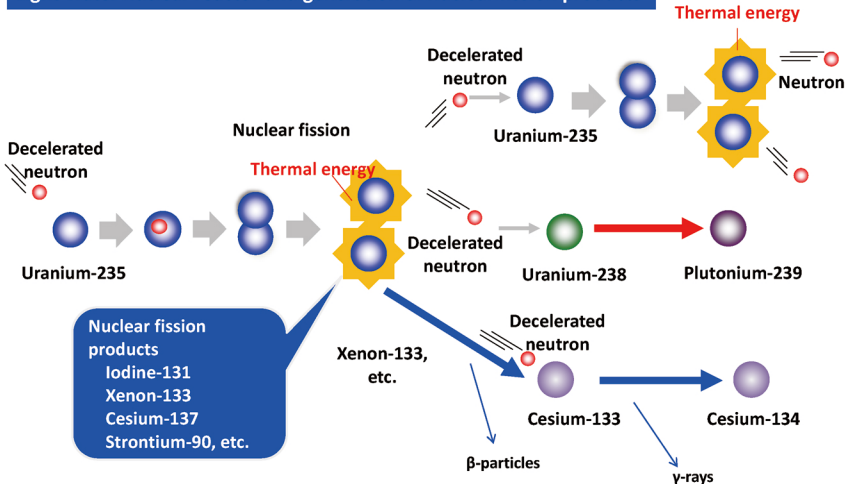 Thermal energy
Decelerated
neutron
Neutron
Uranium-235
Nuclear fission
Decelerated
neutron
Thermal energy
Decelerated
neutron
Uranium-235
Uranium-238
Plutonium-239
Nuclear fission
products
Iodine-131
Xenon-133
Cesium-137
Strontium-90, etc.
Xenon-133,
etc.
Decelerated
neutron
Cesium-133
Cesium-134
β-particles
γ-rays